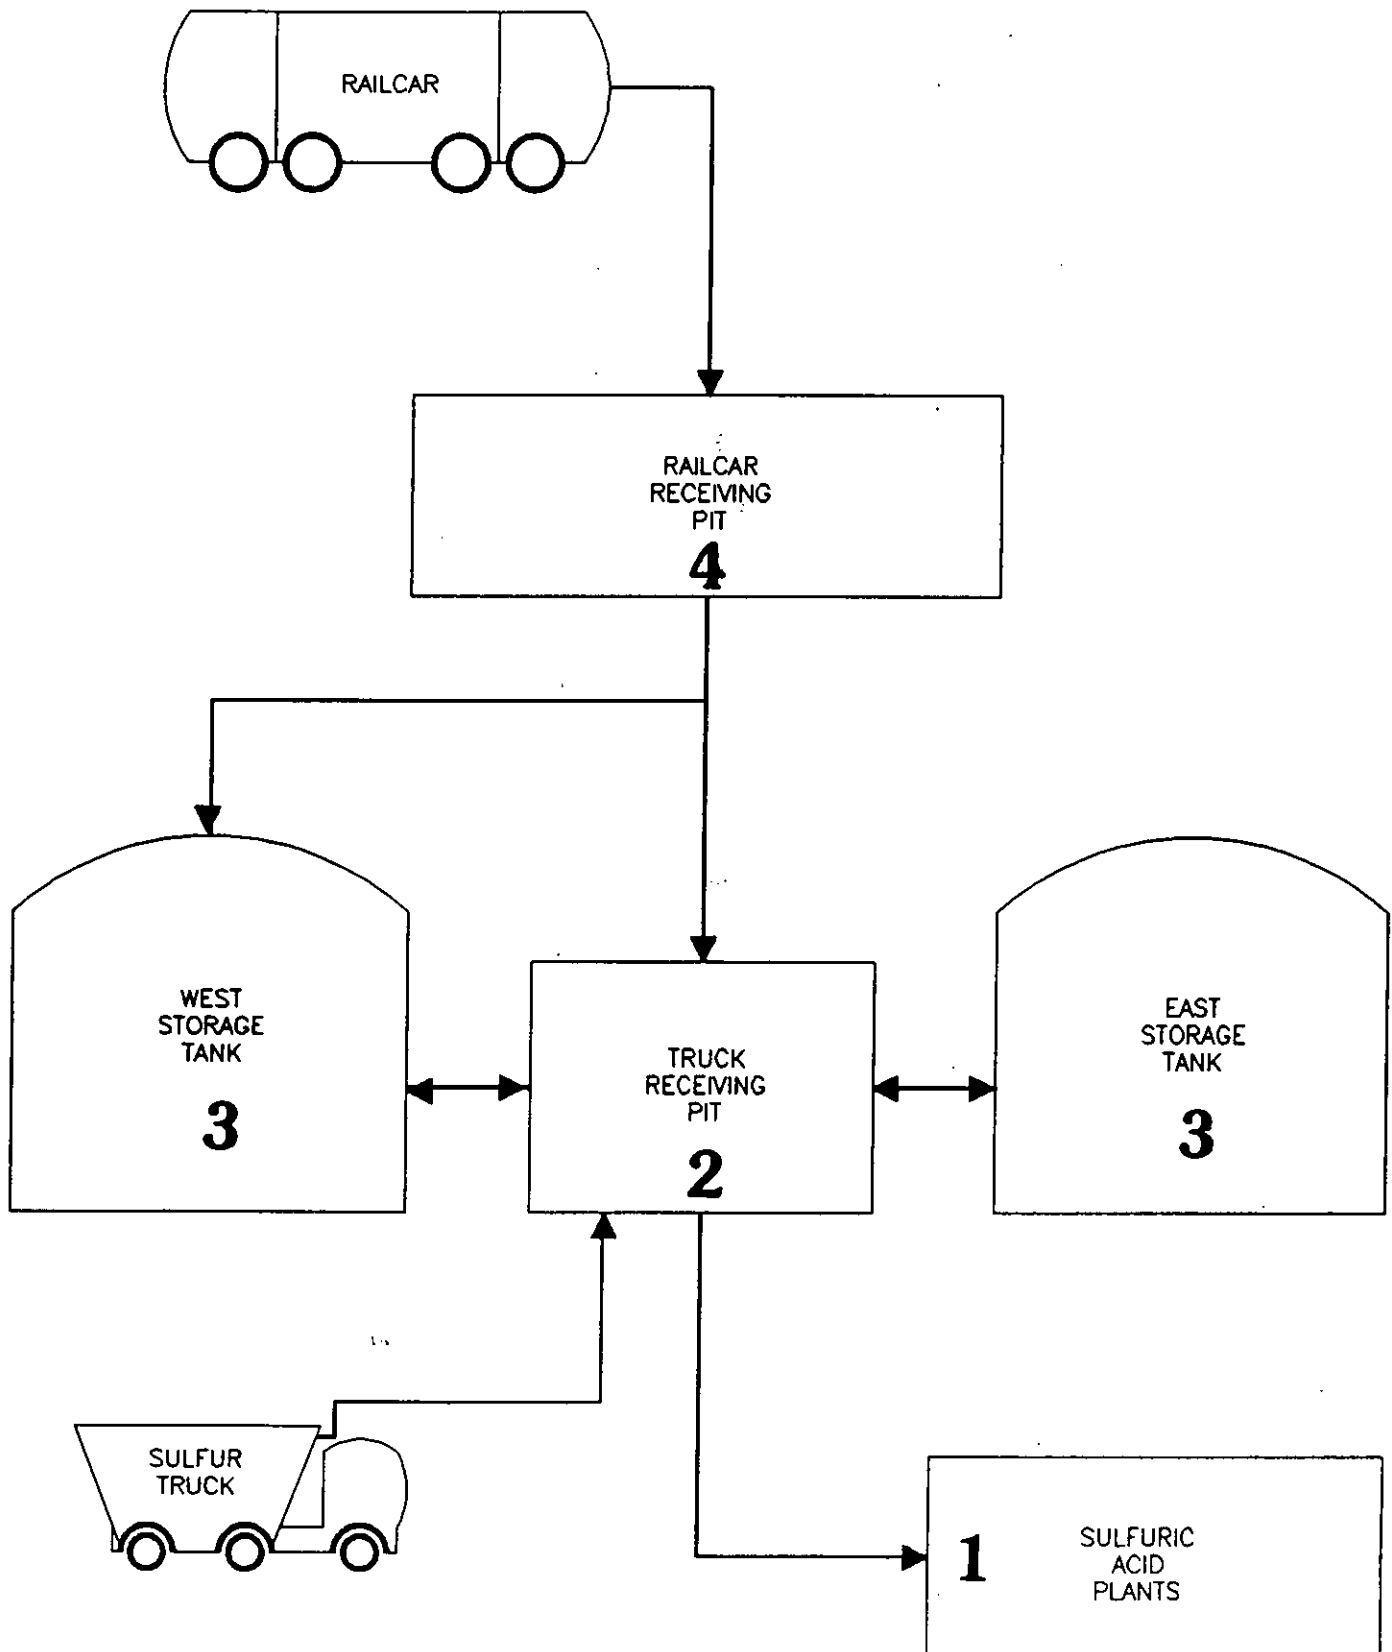 RAILCAR
RAILCAR
RECEIVING
PIT
4
WEST
STORAGE
TANK
3
TRUCK
RECEIVING
PIT
2
EAST
STORAGE
TANK
3
SULFUR
TRUCK
1
SULFURIC
ACID
PLANTS